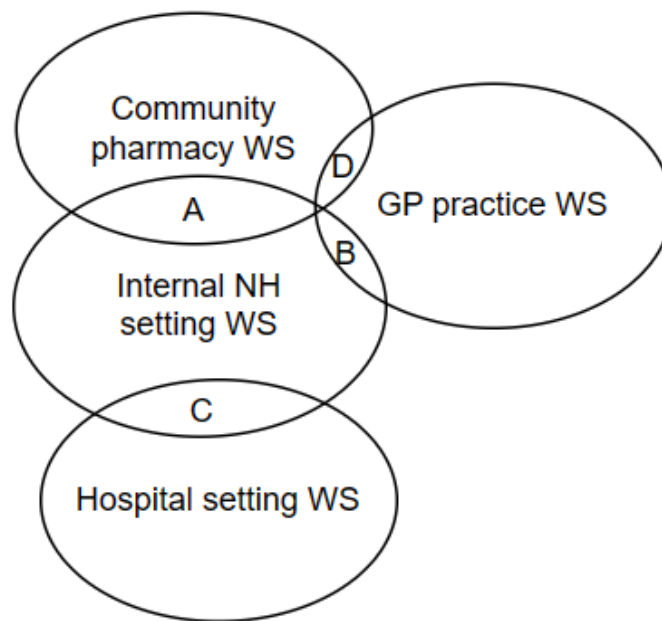 Community
pharmacy WS
D
GP practice WS
A
B
Internal NH
setting WS
C
Hospital setting WS